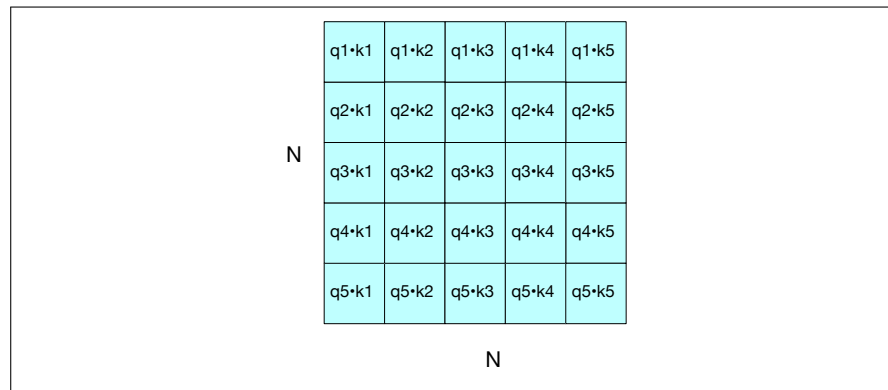 q1•k1 q1•k2 q1•k3 q1•k4 q1•k5
q2•k1 q2•k2 q2•k3 q2•k4 q2•k5
N
q3•k1 q3•k2 q3•k3 q3•k4 q3•k5
q4•k1 q4•k2 q4•k3 q4•k4 q4•k5
q5•k1 q5•k2 q5•k3 q5•k4 q5•k5
N